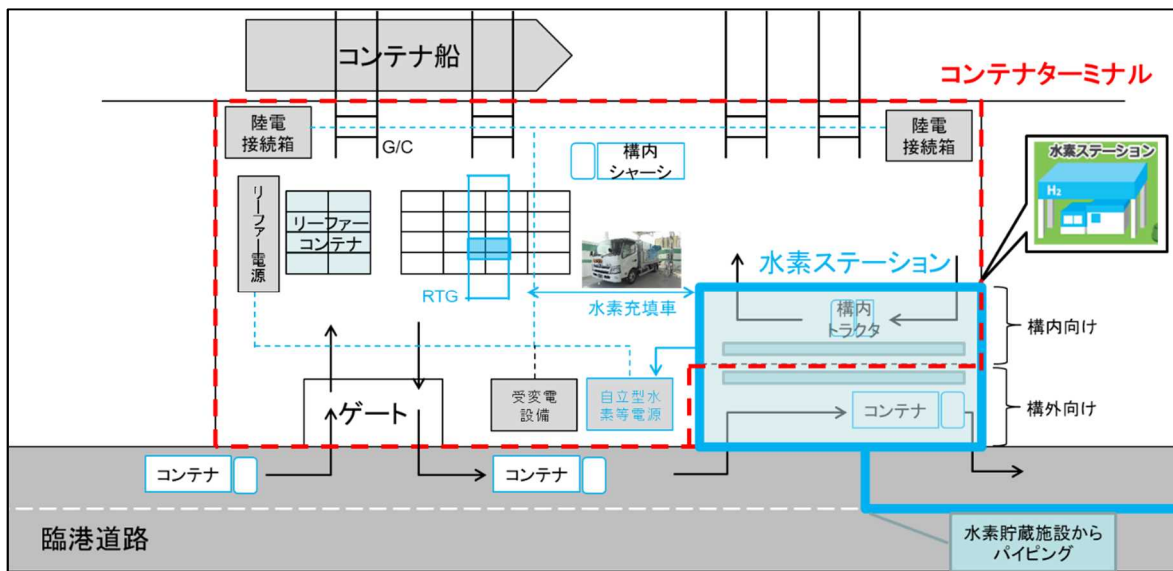 コンテナ船
コンテナターミナル
陸電
接続箱
G/C
構内
シャーシ
陸電
接続箱
水素ステーション
H2
リーファー電源
リーファー
コンテナ
RTG
水素充填車
水素ステーション
構内
トラクタ
構内向け
ゲート
受変電
設備
自立型水
素等電源
コンテナ
構外向け
コンテナ
コンテナ
臨港道路
水素貯蔵施設から
パイピング